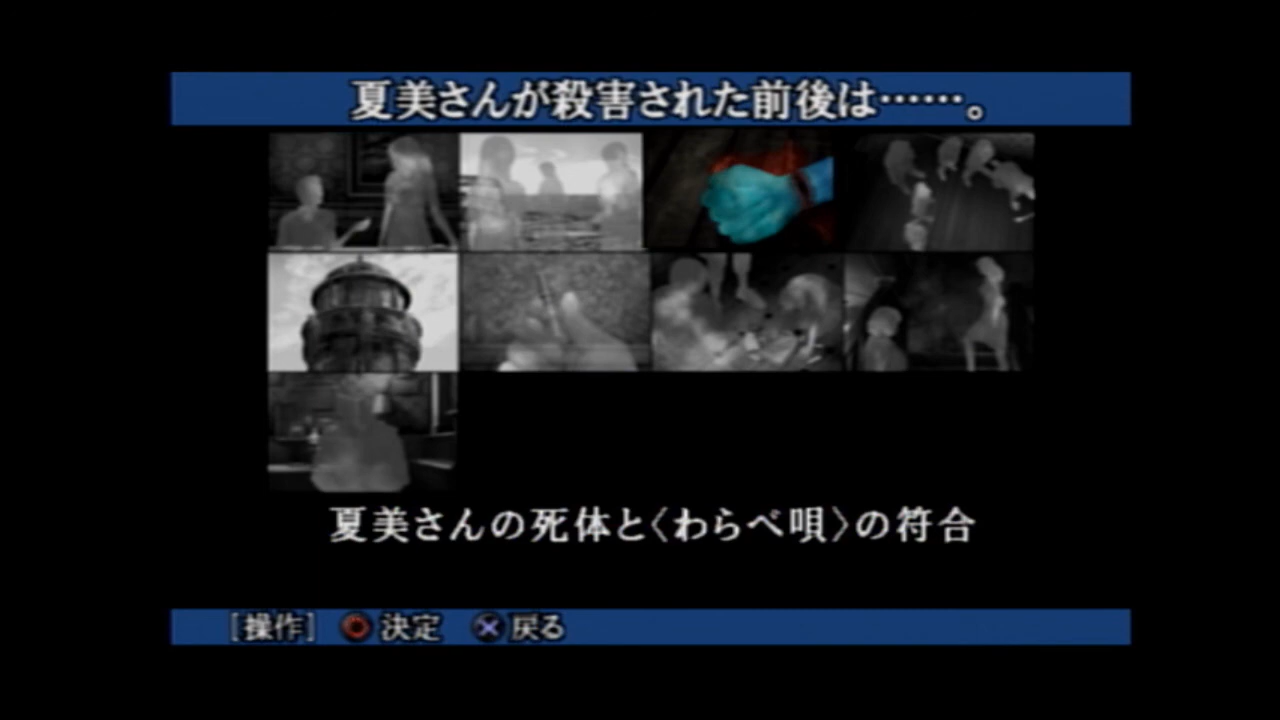 夏美さんが殺害された前後は……。
夏美さんの死体と〈わらべ唄〉の符合
[操作] 決定 戻る